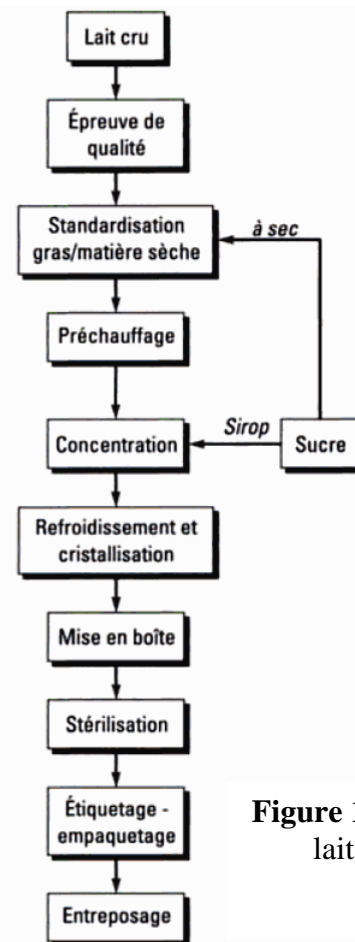 Lait cru
Épreuve de
qualité
Standardisation
gras/matière sèche
à sec
Préchauffage
Concentration
Sirop
Sucre
Refroidissement et
cristallisation
Mise en boîte
Stérilisation
Étiquetage -
empaquetage
Entreposage
Figure
lait